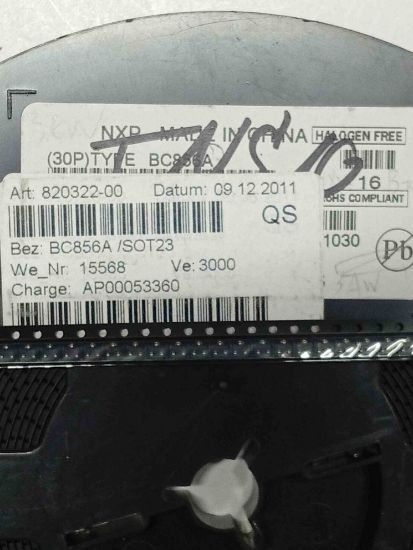 NXP MADE IN CHINA HALOGEN FREE
(30P)TYPE BC856A
16
RoHS COMPLIANT
Art: 820322-00 Datum: 09.12.2011
QS
Bez: BC856A /SOT23
1030
Pb
We_Nr: 15568 Ve: 3000
Charge: AP00053360